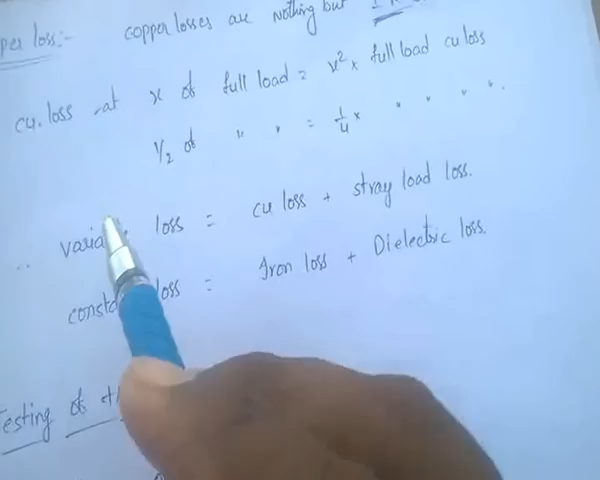 per loss:- copper losses are nothing but
cu. loss at x of full load = x² x full load cu loss
1/2 of " " = 1/4 x " " " ".
∴ loss = cu loss + stray load loss.
loss = Iron loss + Dielectric loss.
Testing of